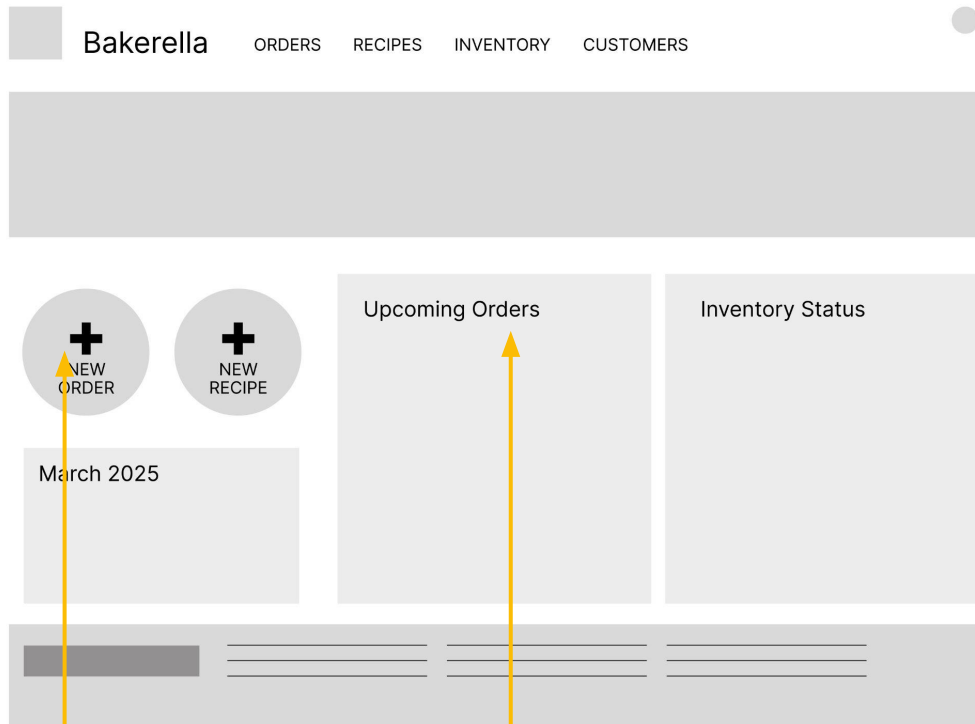 Bakerella
ORDERS RECIPES INVENTORY CUSTOMERS
NEW
ORDER
NEW
RECIPE
March 2025
Upcoming Orders
Inventory Status